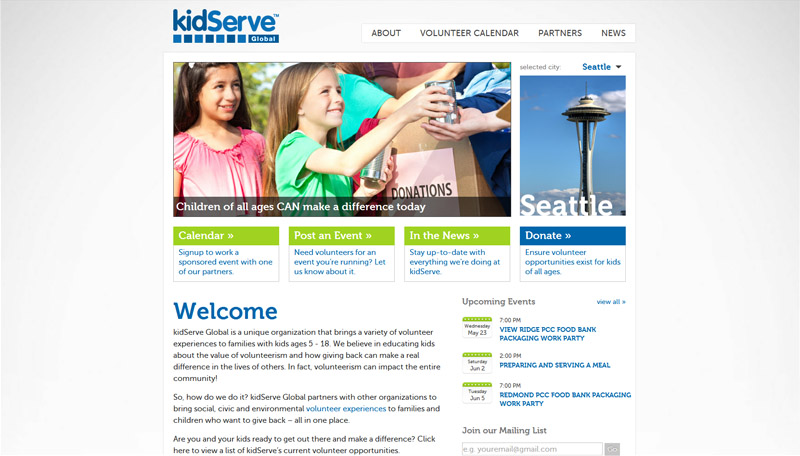 kidServe™
Global
ABOUT
VOLUNTEER CALENDAR
PARTNERS
NEWS
DONATIONS
Children of all ages CAN make a difference today
selected city:
Seattle
Seattle
Calendar »
Signup to work a
sponsored event with one
of our partners.
Post an Event »
Need volunteers for an
event you're running? Let
us know about it.
In the News »
Stay up-to-date with
everything we're doing at
kidServe.
Donate »
Ensure volunteer
opportunities exist for kids
of all ages.
Welcome
kidServe Global is a unique organization that brings a variety of volunteer
experiences to families with kids ages 5 - 18. We believe in educating kids
about the value of volunteerism and how giving back can make a real
difference in the lives of others. In fact, volunteerism can impact the entire
community!
So, how do we do it? kidServe Global partners with other organizations to
bring social, civic and environmental volunteer experiences to families and
children who want to give back – all in one place.
Are you and your kids ready to get out there and make a difference? Click
here to view a list of kidServe's current volunteer opportunities.
Upcoming Events
view all »
Wednesday
May 23
7:00 PM
VIEW RIDGE PCC FOOD BANK
PACKAGING WORK PARTY
Saturday
Jun 2
2:00 PM
PREPARING AND SERVING A MEAL
Tuesday
Jun 5
7:00 PM
REDMOND PCC FOOD BANK PACKAGING
WORK PARTY
Join our Mailing List
e.g. youremail@gmail.com
Go